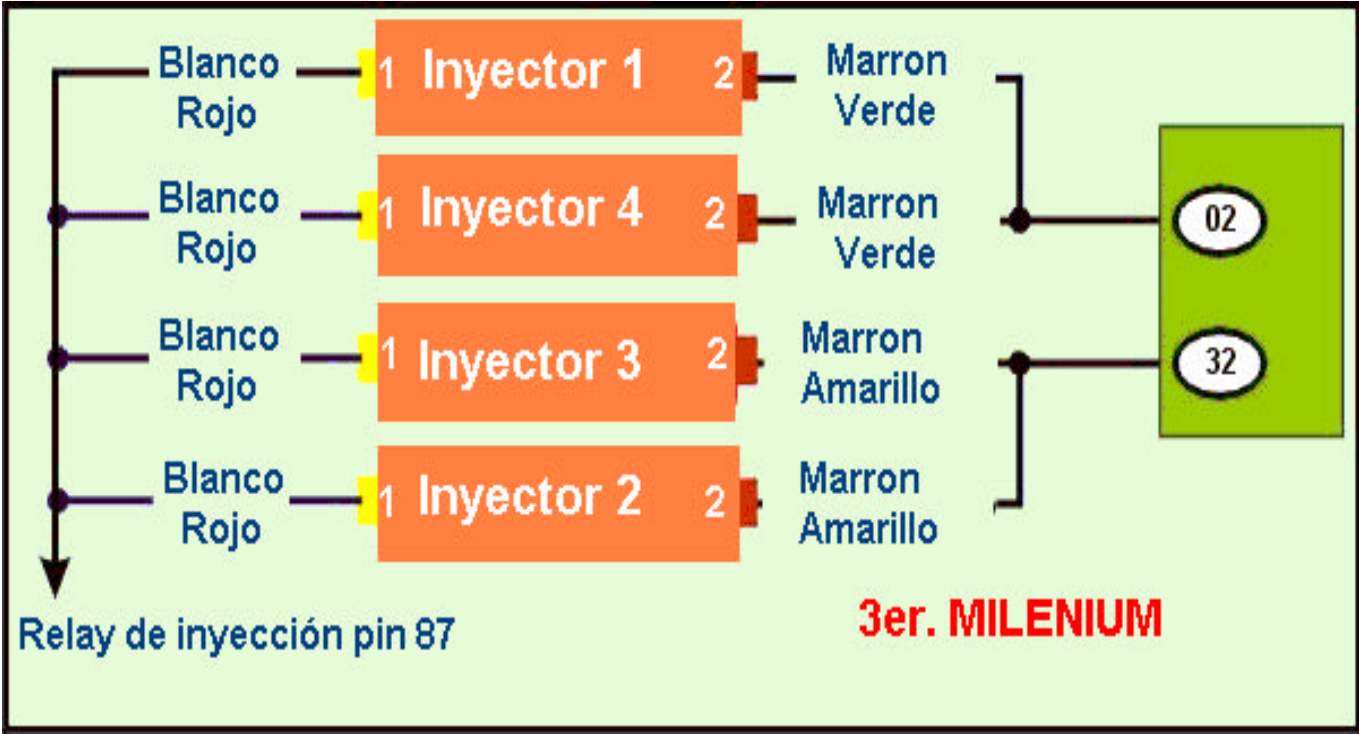 Blanco Rojo 1 Inyector 1 2 Marron Verde
Blanco Rojo 1 Inyector 4 2 Marron Verde
02
Blanco Rojo 1 Inyector 3 2 Marron Amarillo
32
Blanco Rojo 1 Inyector 2 2 Marron Amarillo
3er. MILENIUM
Relay de inyección pin 87